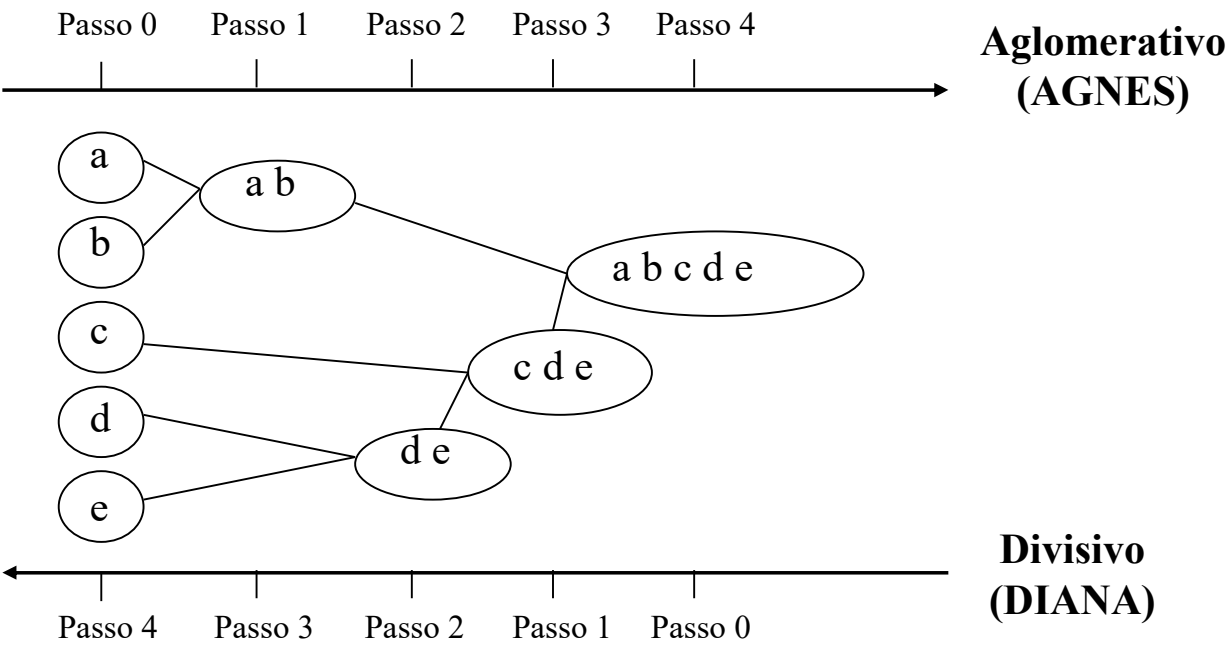 Passo 0 Passo 1 Passo 2 Passo 3 Passo 4
Aglomerativo
(AGNES)
a
a b
b
a b c d e
c
c d e
d
d e
e
Divisivo
(DIANA)
Passo 4 Passo 3 Passo 2 Passo 1 Passo 0